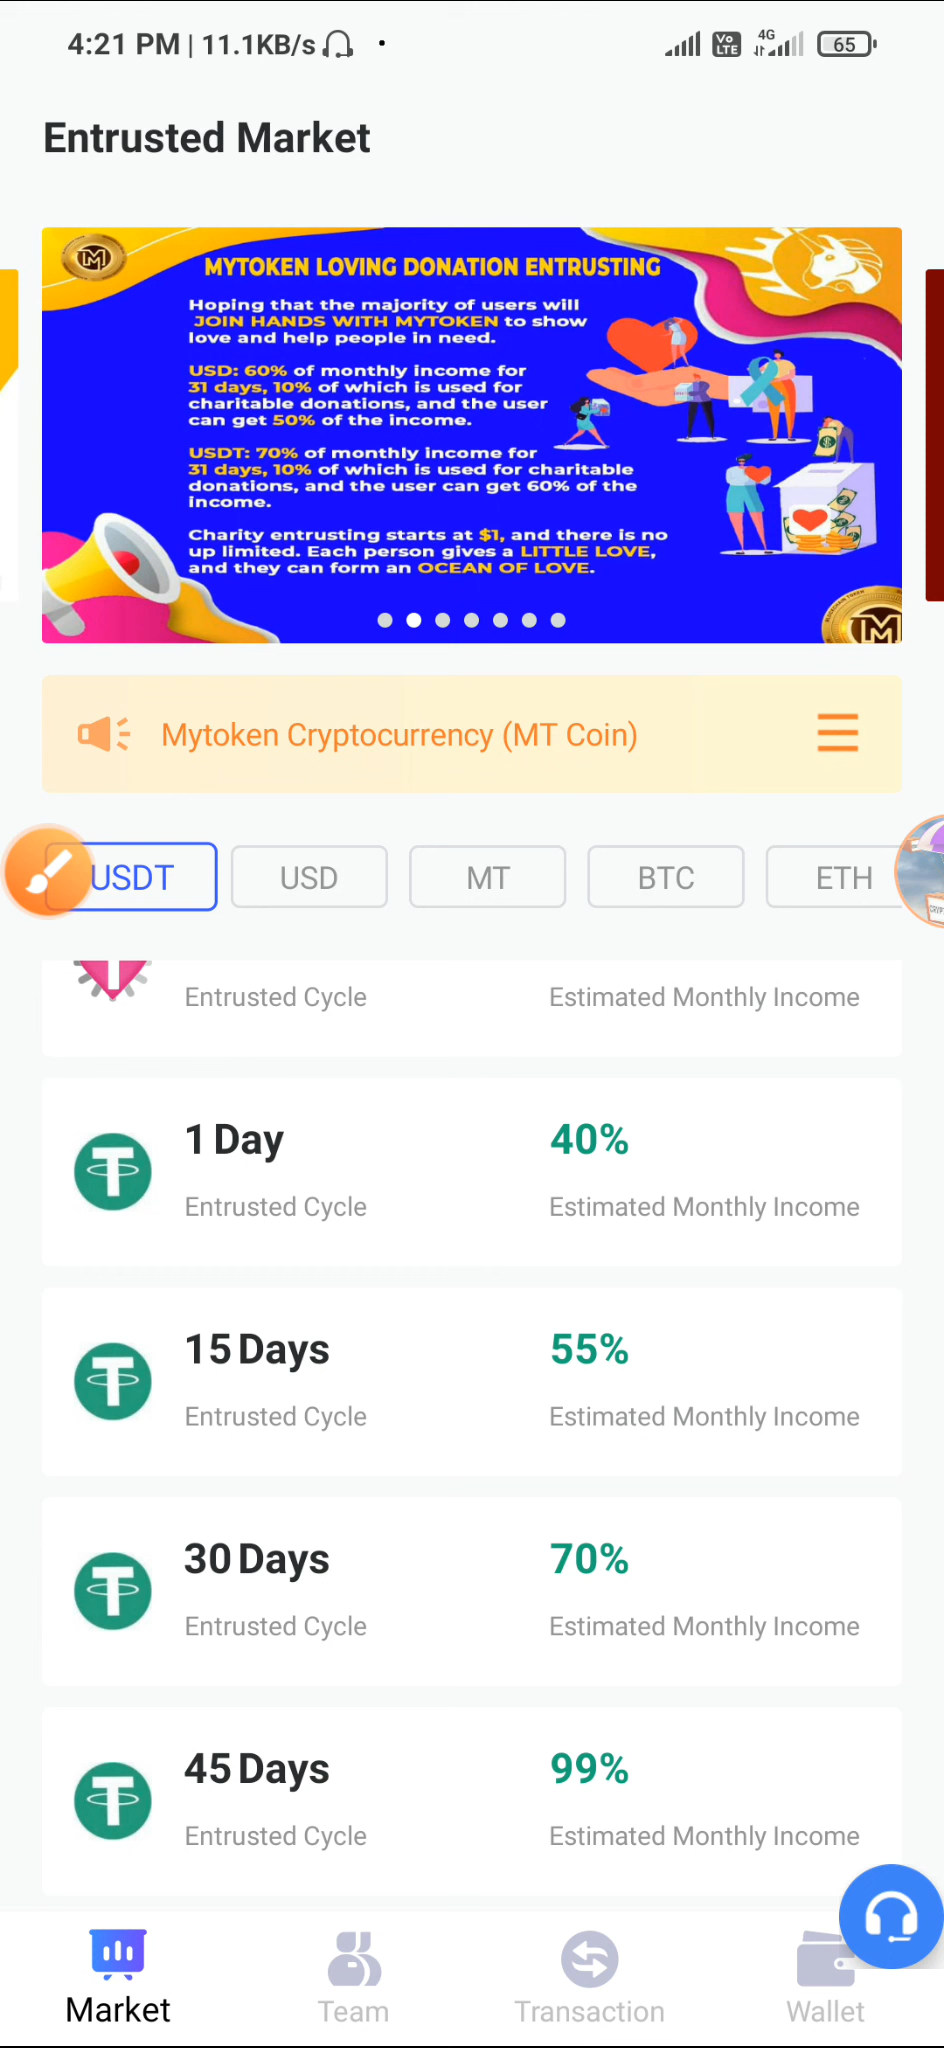 4:21 PM | 11.1KB/s
Vo LTE 4G 65
Entrusted Market
MYTOKEN LOVING DONATION ENTRUSTING
Hoping that the majority of users will
JOIN HANDS WITH MYTOKEN to show
love and help people in need.
USD: 60% of monthly income for
31 days, 10% of which is used for
charitable donations, and the user
can get 50% of the income.
USDT: 70% of monthly income for
31 days, 10% of which is used for charitable
donations, and the user can get 60% of the
income.
Charity entrusting starts at $1, and there is no
up limited. Each person gives a LITTLE LOVE,
and they can form an OCEAN OF LOVE.
Mytoken Cryptocurrency (MT Coin)
USDT USD MT BTC ETH
Entrusted Cycle Estimated Monthly Income
1 Day 40%
Entrusted Cycle Estimated Monthly Income
15 Days 55%
Entrusted Cycle Estimated Monthly Income
30 Days 70%
Entrusted Cycle Estimated Monthly Income
45 Days 99%
Entrusted Cycle Estimated Monthly Income
Market Team Transaction Wallet